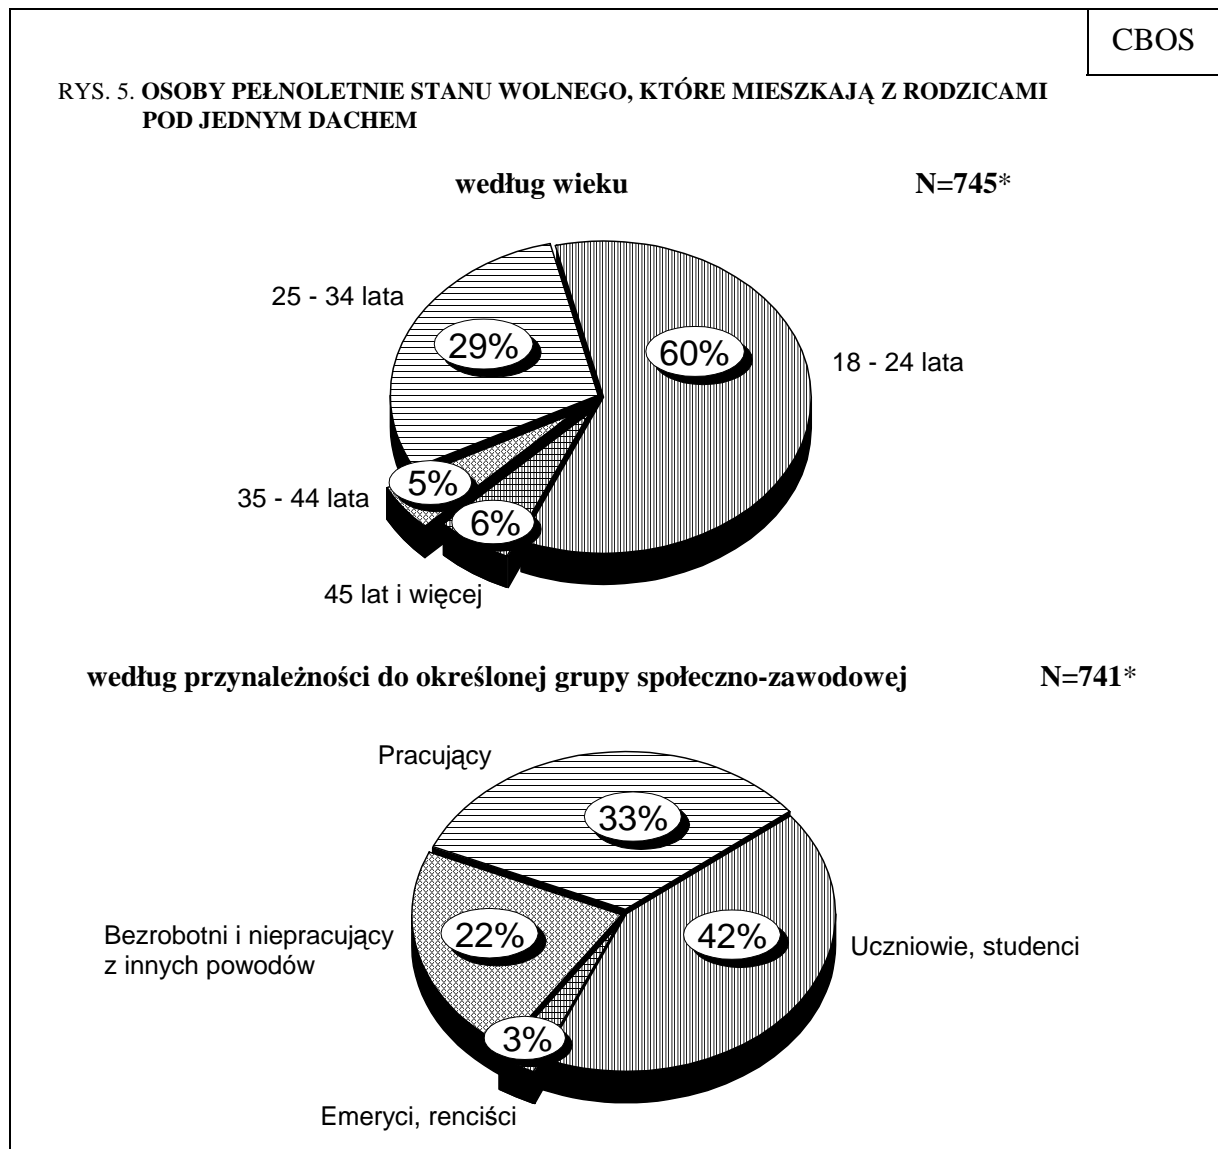 CBOS
RYS. 5. OSOBY PEŁNOLETNIE STANU WOLNEGO, KTÓRE MIESZKAJĄ Z RODZICAMI
POD JEDNYM DACHEM
według wieku N=745*
25 - 34 lata
29%
60%
18 - 24 lata
5%
35 - 44 lata
6%
45 lat i więcej
według przynależności do określonej grupy społeczno-zawodowej N=741*
Pracujący
33%
Bezrobotni i niepracujący
z innych powodów
22%
42%
Uczniowie, studenci
3%
Emeryci, renciści